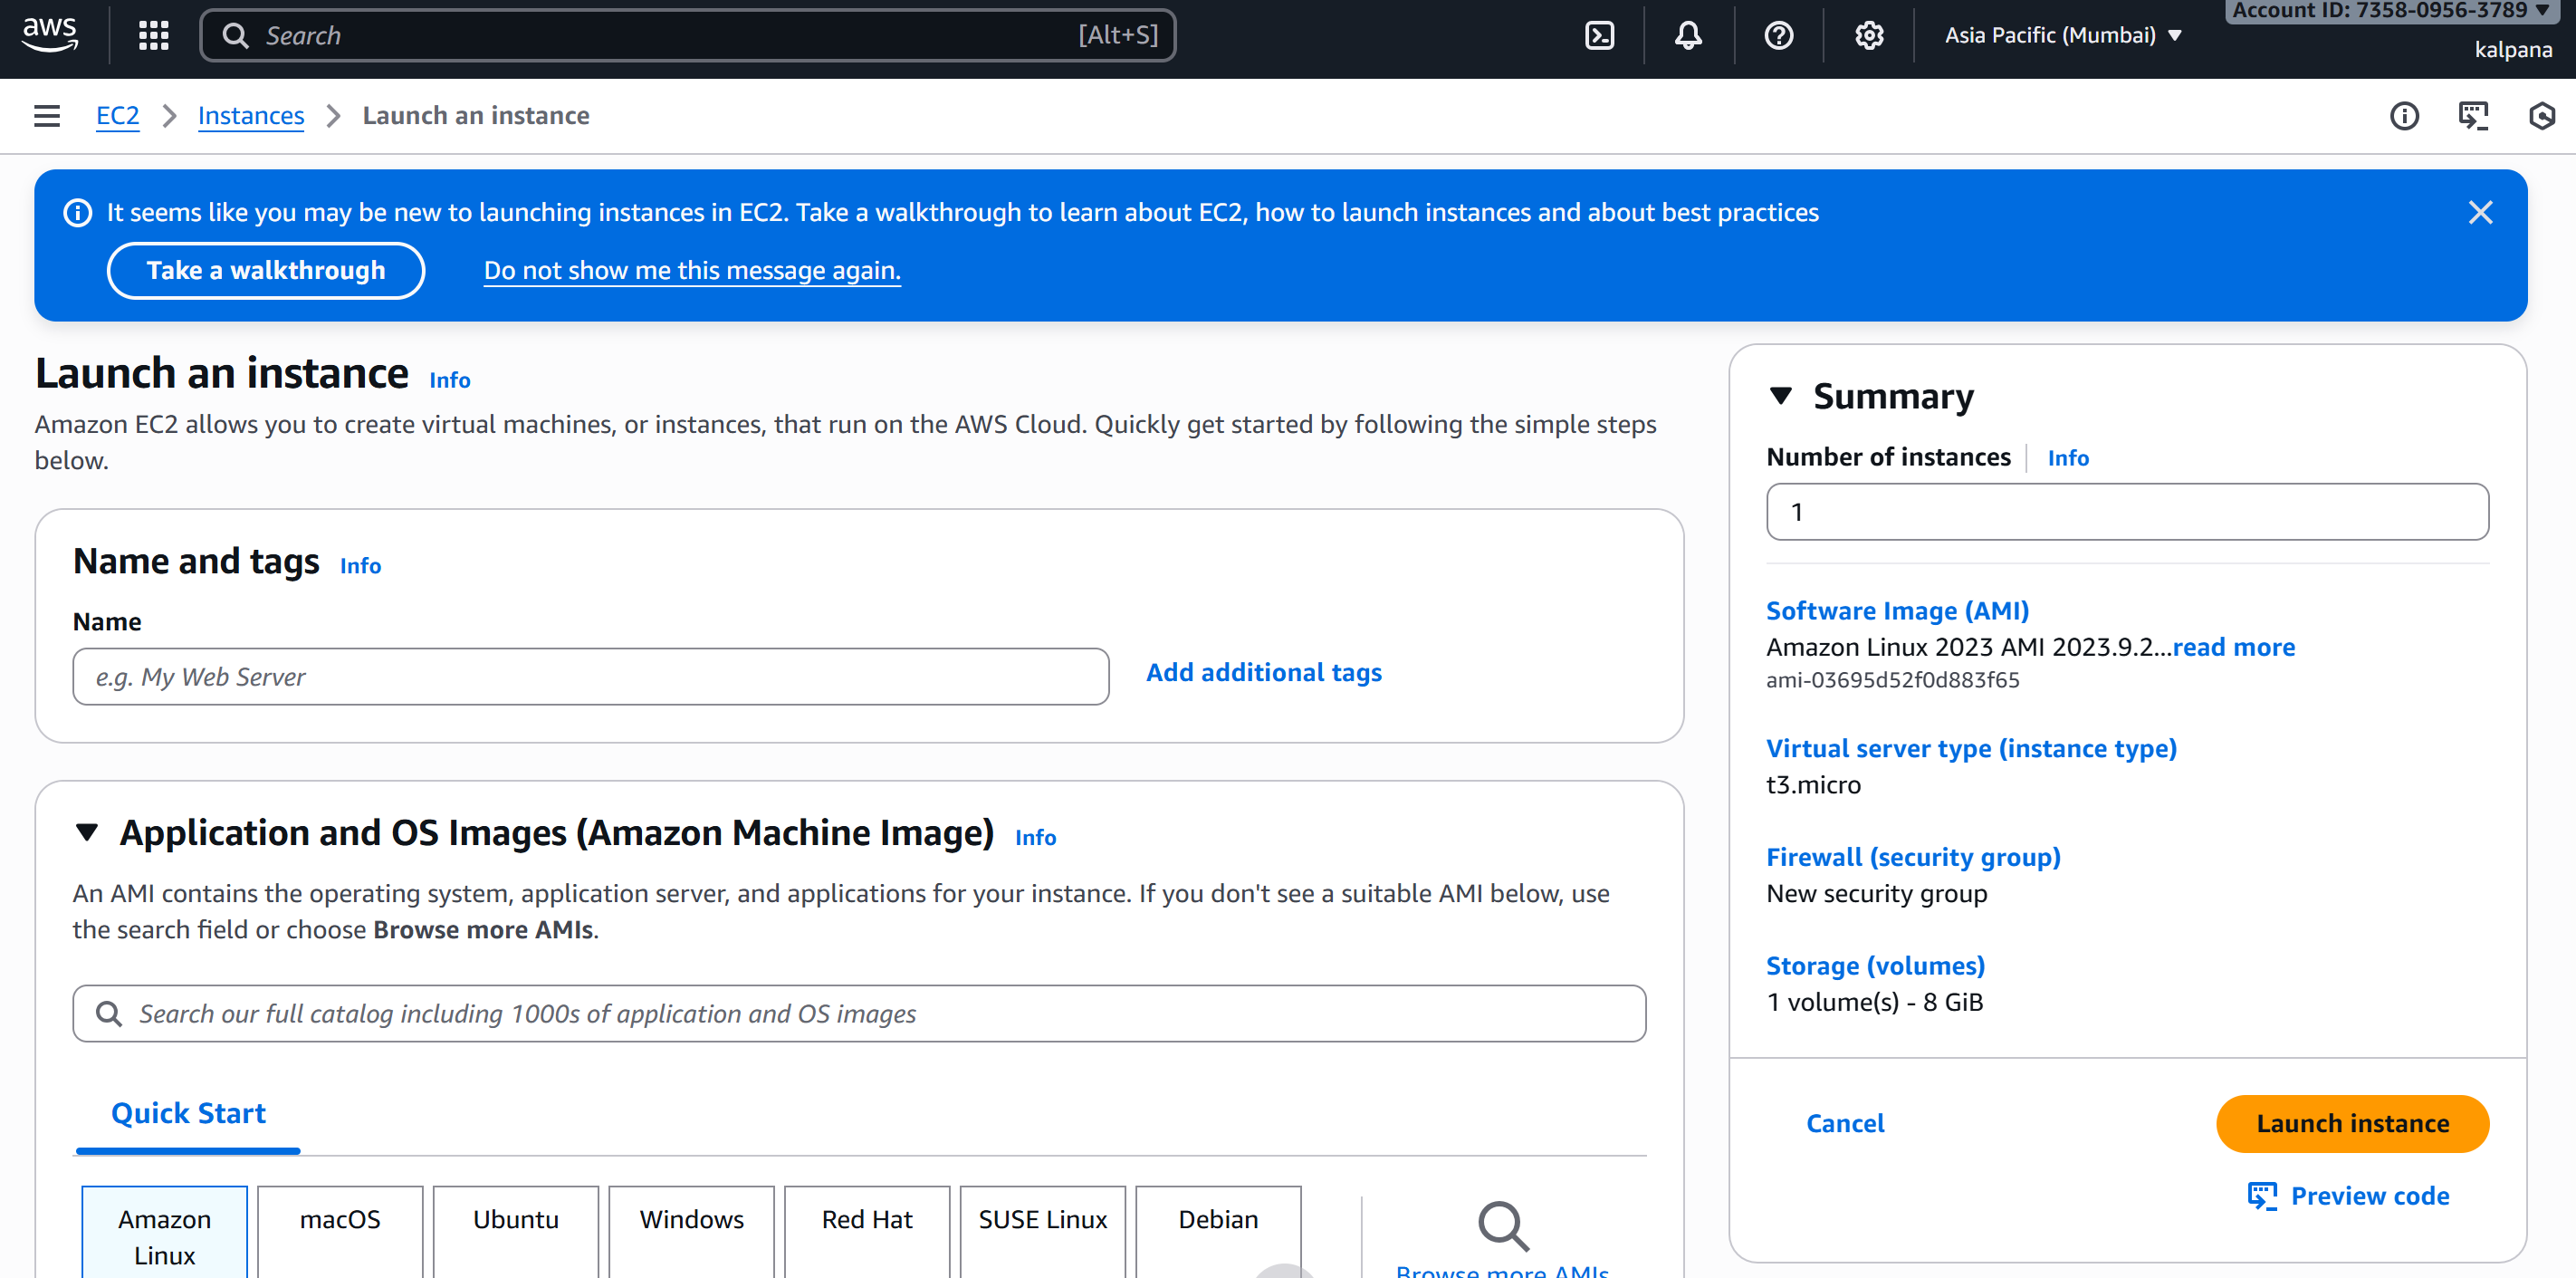 aws
Search
[Alt+S]
Asia Pacific (Mumbai)
Account ID: 7358-0956-3789
kalpana
EC2
Instances
Launch an instance
It seems like you may be new to launching instances in EC2. Take a walkthrough to learn about EC2, how to launch instances and about best practices
Take a walkthrough
Do not show me this message again.
Launch an instance Info
Amazon EC2 allows you to create virtual machines, or instances, that run on the AWS Cloud. Quickly get started by following the simple steps
below.
Name and tags Info
Name
e.g. My Web Server
Add additional tags
Application and OS Images (Amazon Machine Image) Info
An AMI contains the operating system, application server, and applications for your instance. If you don't see a suitable AMI below, use
the search field or choose Browse more AMIs.
Search our full catalog including 1000s of application and OS images
Quick Start
Amazon
Linux
macOS
Ubuntu
Windows
Red Hat
SUSE Linux
Debian
Browse more AMIs
Summary
Number of instances Info
1
Software Image (AMI)
Amazon Linux 2023 AMI 2023.9.2...read more
ami-03695d52f0d883f65
Virtual server type (instance type)
t3.micro
Firewall (security group)
New security group
Storage (volumes)
1 volume(s) - 8 GiB
Cancel
Launch instance
Preview code